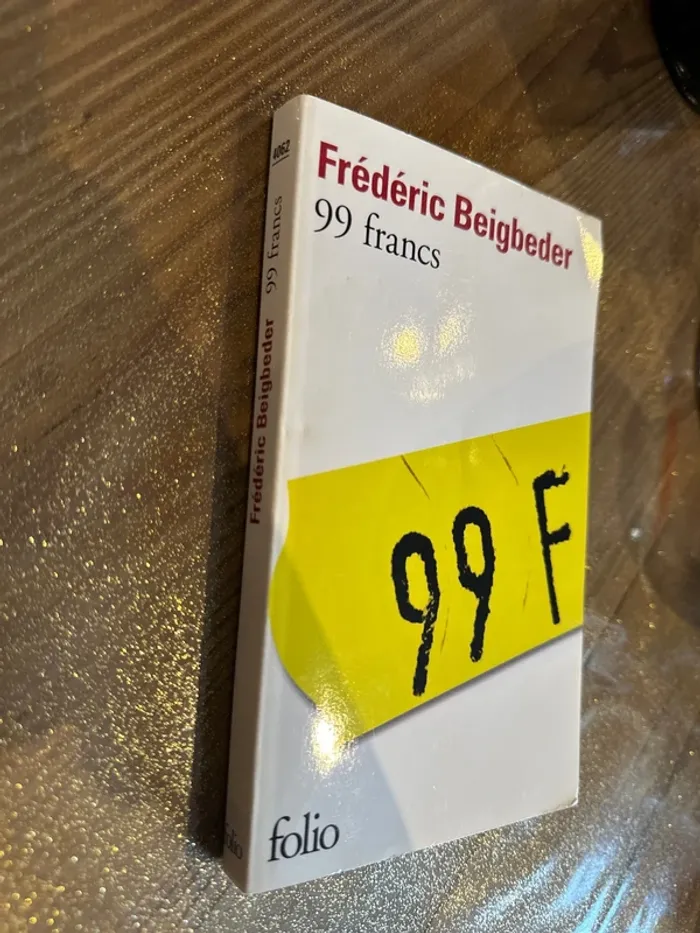 Frédéric Beigbeder
99 francs
99 F
folio
4062
99 francs
Frédéric Beigbeder
folio